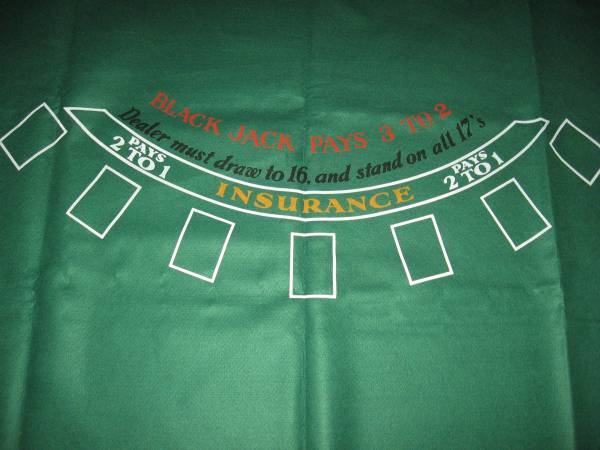 BLACK JACK PAYS 3 TO 2
Dealer must draw to 16, and stand on all 17's
PAYS
2 TO 1
INSURANCE
PAYS
2 TO 1